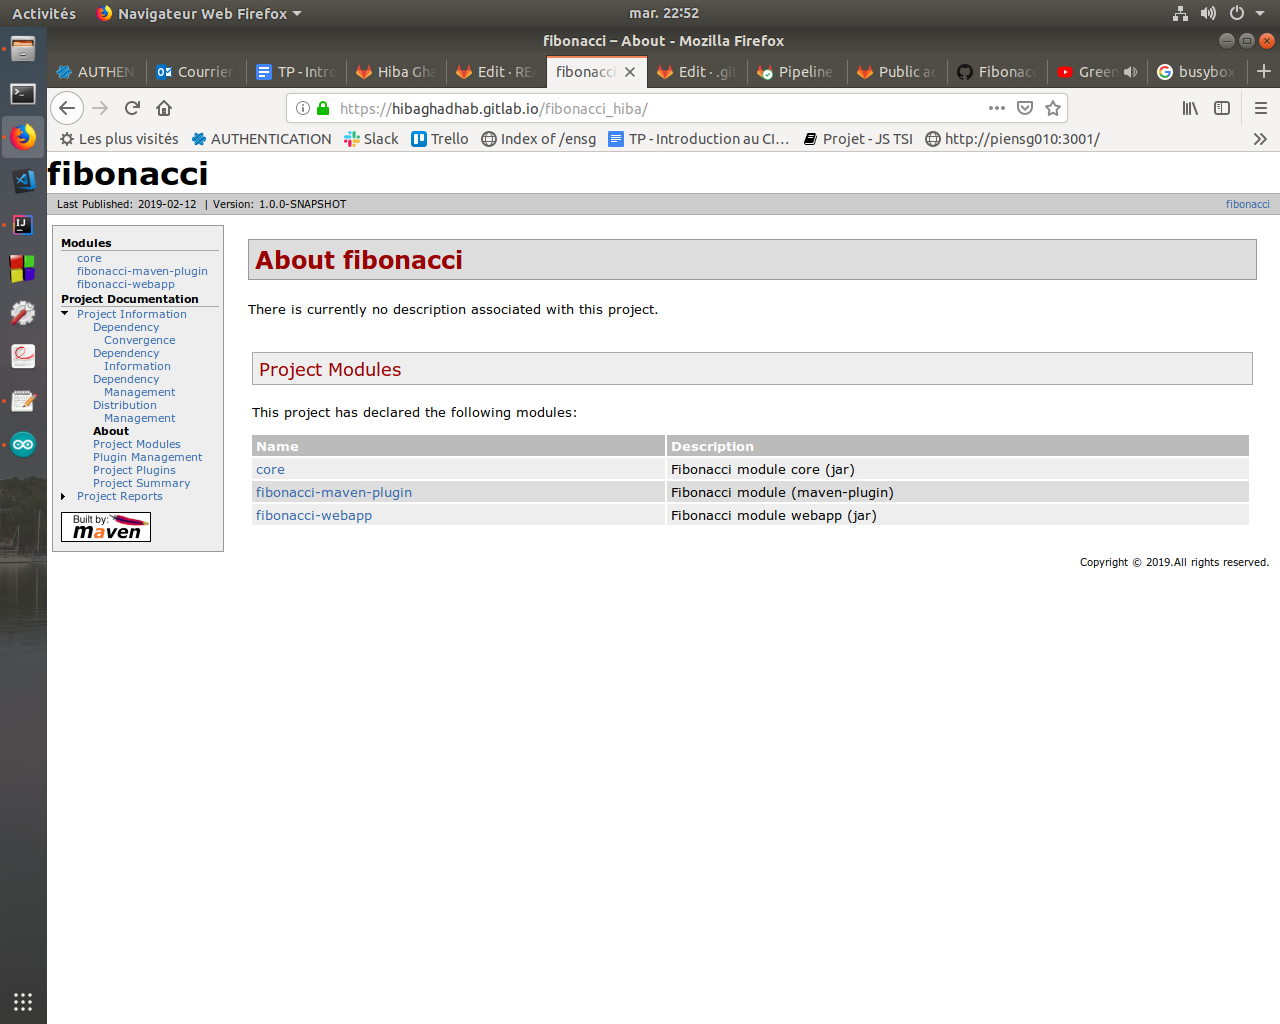 Activités Navigateur Web Firefox mar. 22:52
fibonacci – About - Mozilla Firefox
AUTHEN Courrier TP - Intro Hiba Gha Edit · REA fibonacci Edit · .git Pipeline Public ac Fibonacc Green busybox
https://hibaghadhab.gitlab.io/fibonacci_hiba/
Les plus visités AUTHENTICATION Slack Trello Index of /ensg TP - Introduction au CI… Projet - JS TSI http://piensg010:3001/
fibonacci
Last Published: 2019-02-12 | Version: 1.0.0-SNAPSHOT fibonacci
Modules
core
fibonacci-maven-plugin
fibonacci-webapp
Project Documentation
Project Information
Dependency
Convergence
Dependency
Information
Dependency
Management
Distribution
Management
About
Project Modules
Plugin Management
Project Plugins
Project Summary
Project Reports
Built by:
maven
About fibonacci
There is currently no description associated with this project.
Project Modules
This project has declared the following modules:
Name Description
core Fibonacci module core (jar)
fibonacci-maven-plugin Fibonacci module (maven-plugin)
fibonacci-webapp Fibonacci module webapp (jar)
Copyright © 2019.All rights reserved.